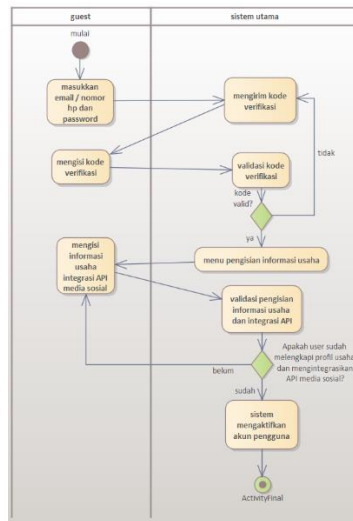 guest
sistem utama
mulai
masukkan
email / nomor
hp dan
password
mengirim kode
verifikasi
mengisi kode
verifikasi
validasi kode
verifikasi
tidak
kode
valid?
ya
mengisi
informasi
usaha
integrasi API
media sosial
menu pengisian informasi usaha
validasi pengisian
informasi usaha
dan integrasi API
Apakah user sudah
melengkapi profil usaha
dan mengintegrasikan
API media sosial?
belum
sudah
sistem
mengaktifkan
akun pengguna
ActivityFinal